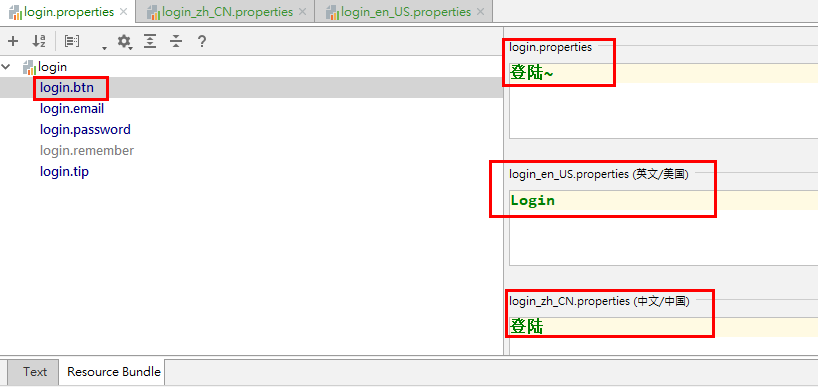 login.properties
login_zh_CN.properties
login_en_US.properties
login
login.btn
login.email
login.password
login.remember
login.tip
login.properties
登陆~
login_en_US.properties (英文/美国)
Login
login_zh_CN.properties (中文/中国)
登陆
Text
Resource Bundle